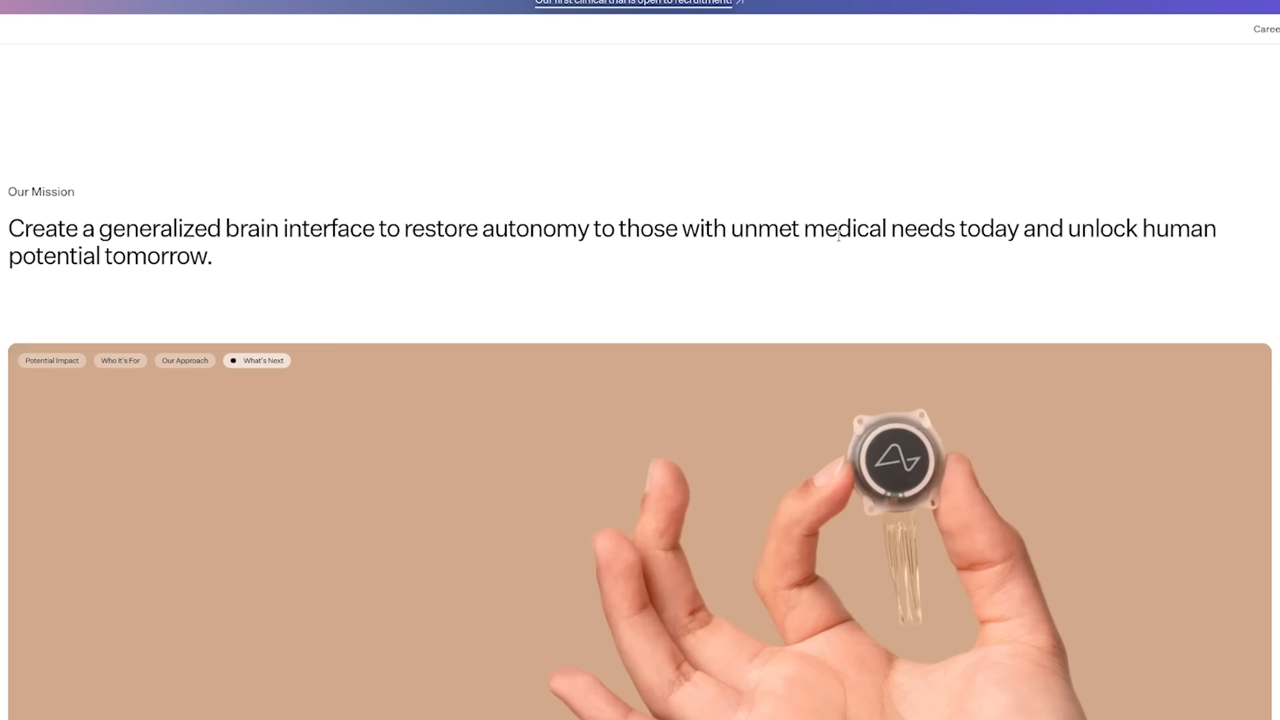 Our first clinical trial is open to recruitment!
Caree
Our Mission
Create a generalized brain interface to restore autonomy to those with unmet medical needs today and unlock human
potential tomorrow.
Potential Impact
Who It's For
Our Approach
What's Next